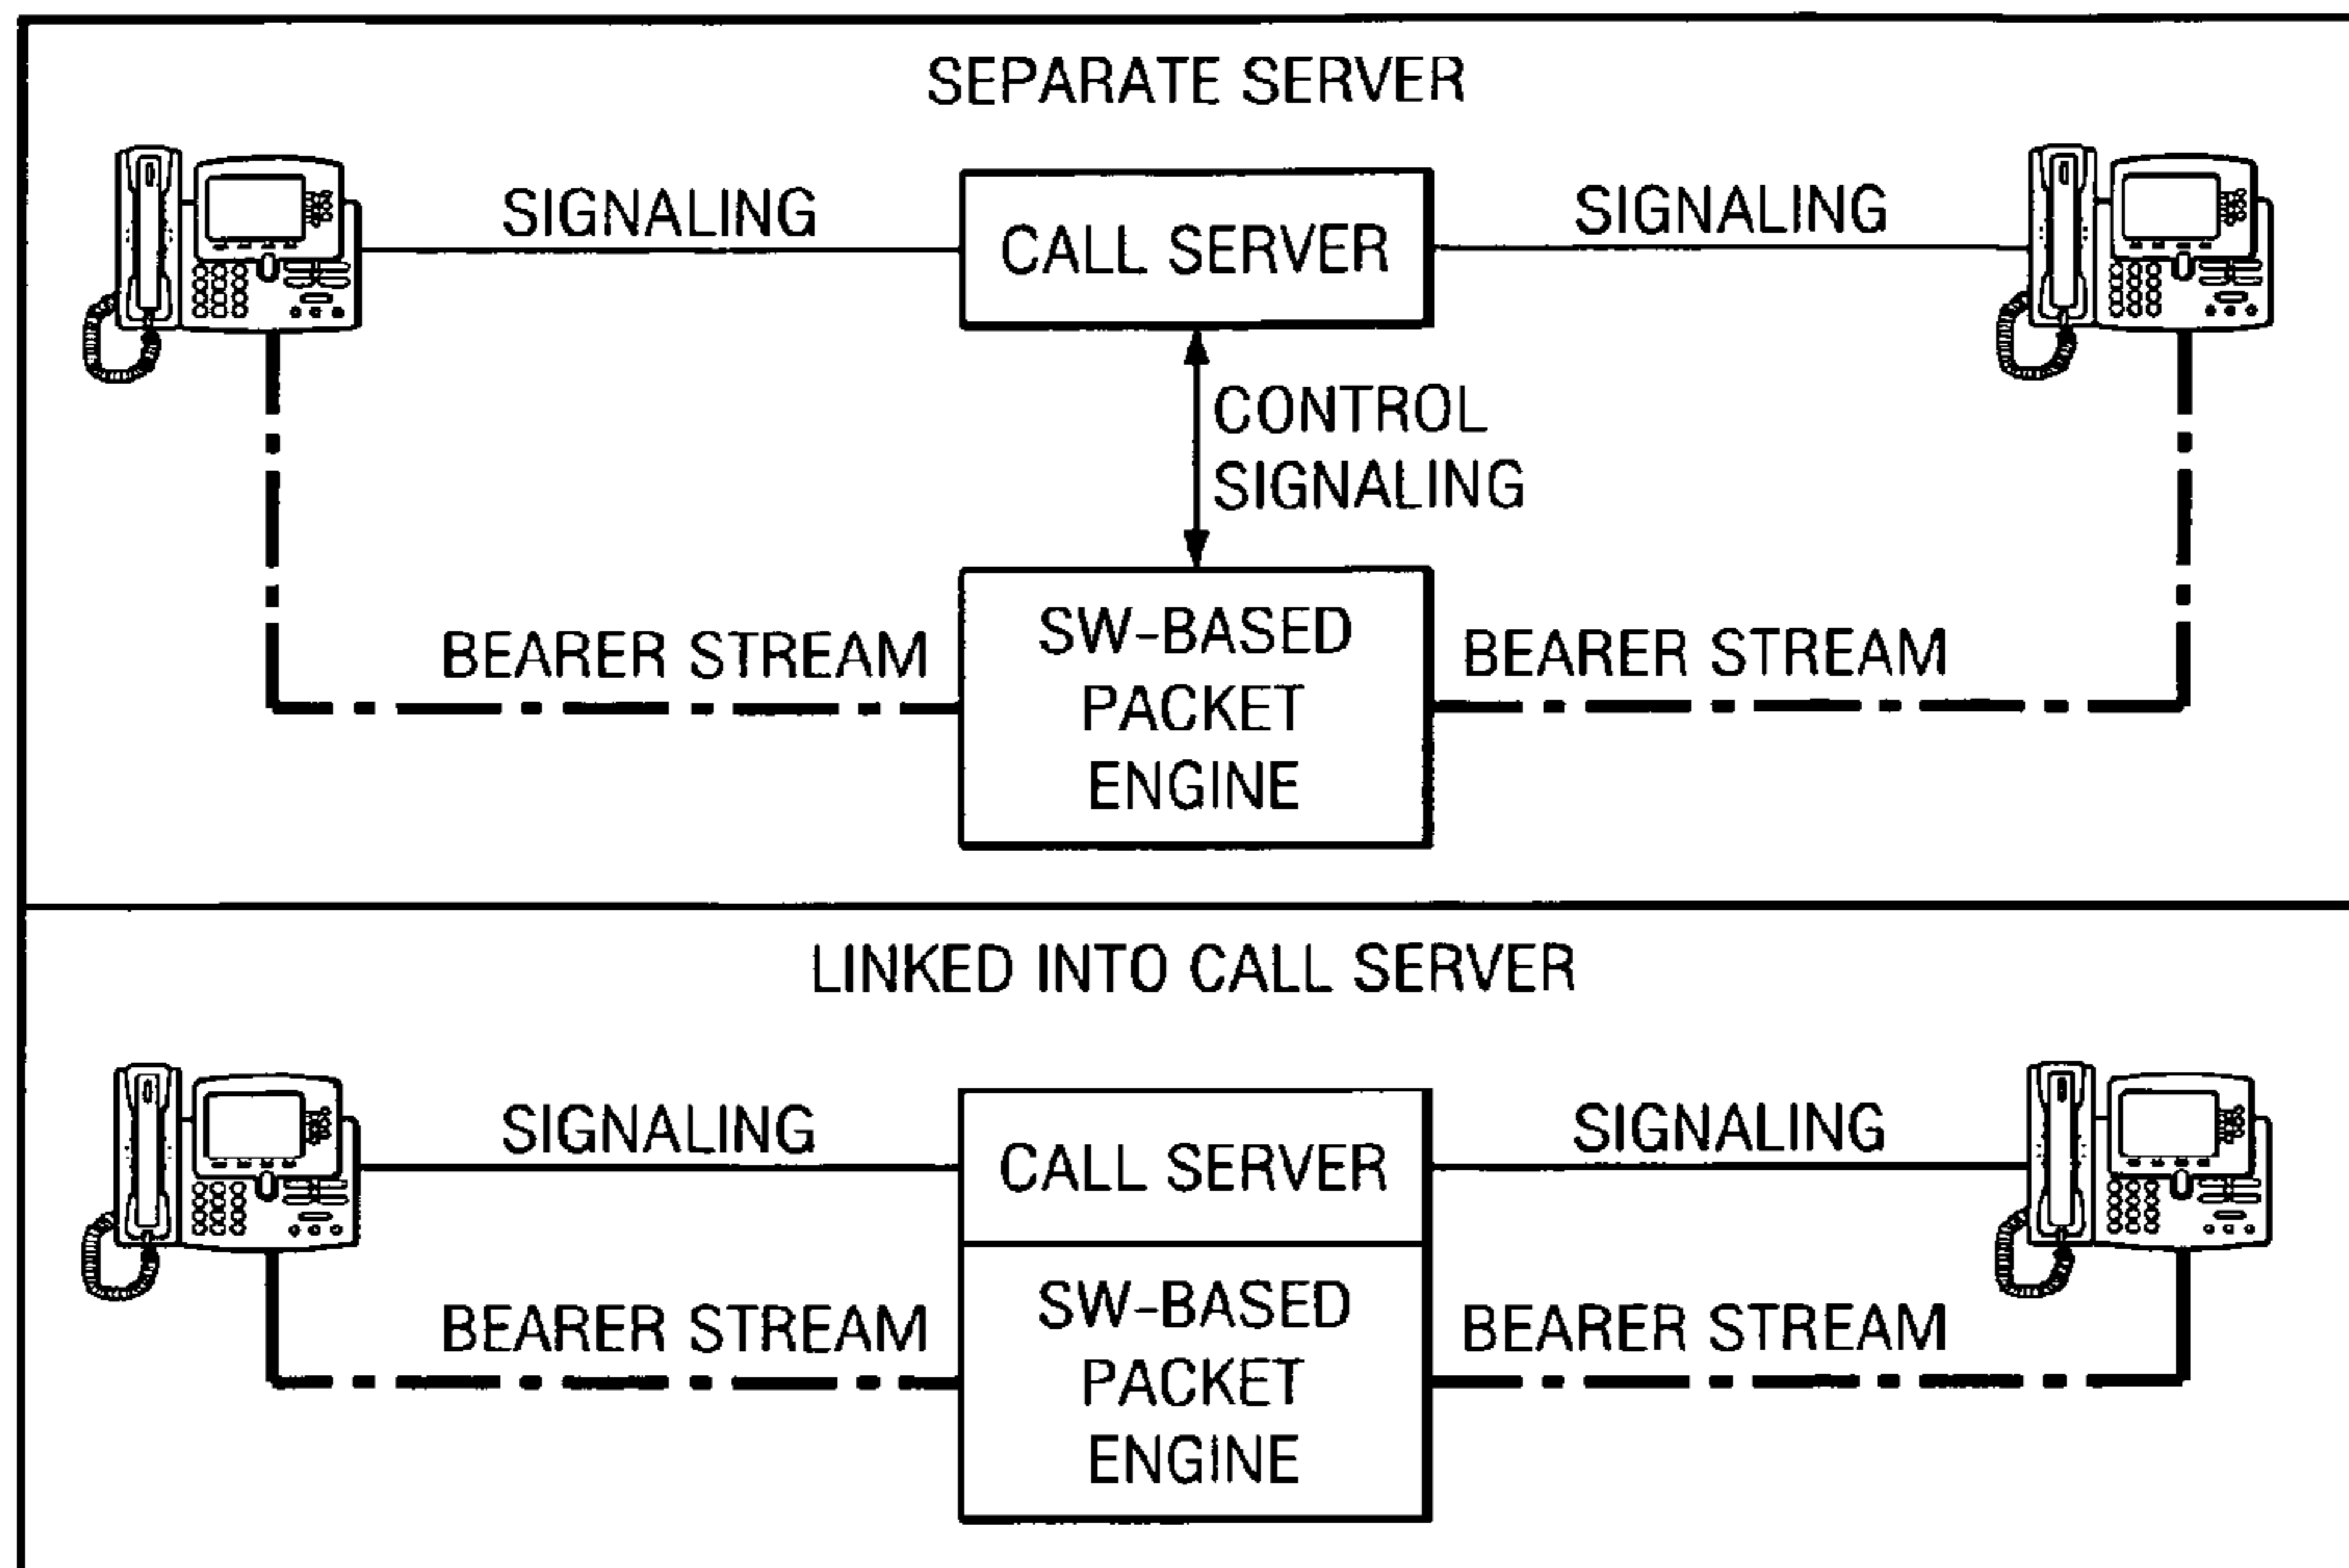 SEPARATE SERVER
SIGNALING
CALL SERVER
SIGNALING
CONTROL
SIGNALING
BEARER STREAM
SW-BASED
PACKET
ENGINE
BEARER STREAM
LINKED INTO CALL SERVER
SIGNALING
CALL SERVER
SIGNALING
BEARER STREAM
SW-BASED
PACKET
ENGINE
BEARER STREAM